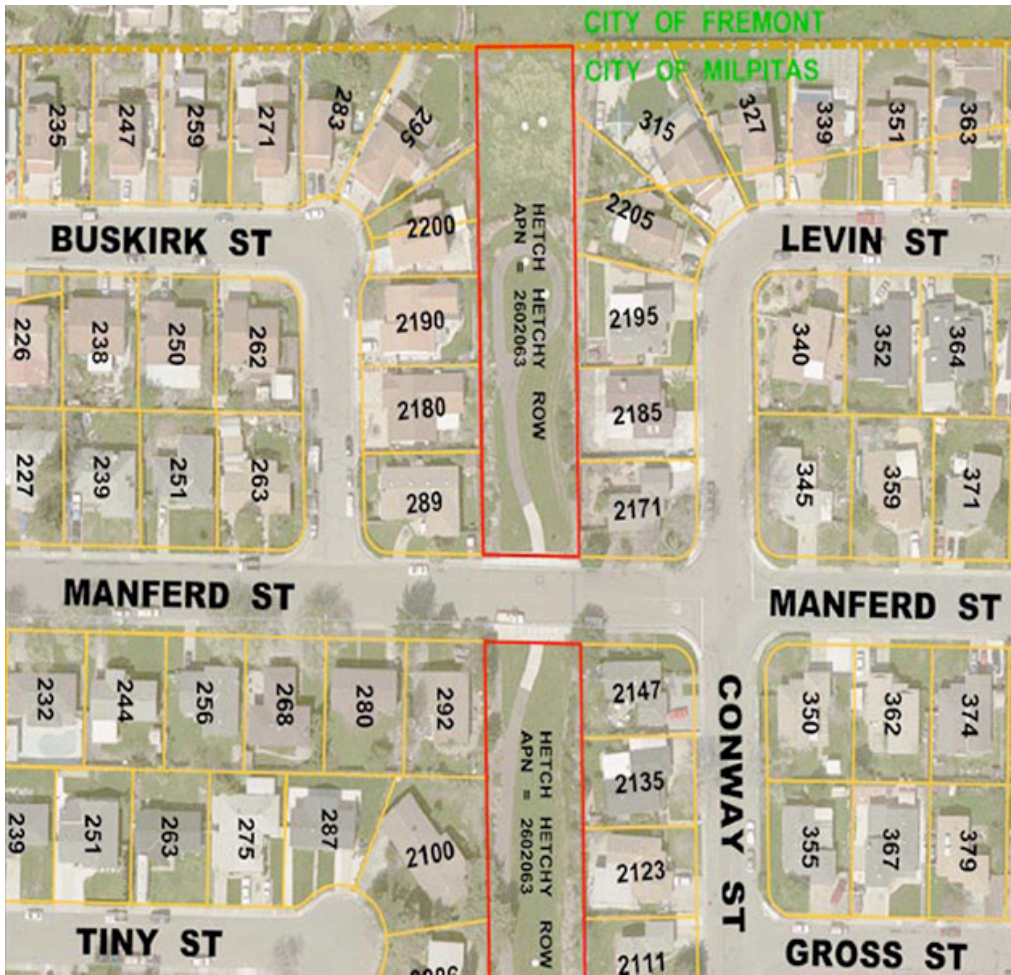 CITY OF FREMONT
CITY OF MILPITAS
235 247 259 271 283 295
315 327 339 351 363
2200
2205
BUSKIRK ST
LEVIN ST
HETCH HETCHY ROW
APN = 2602063
226 238 250 262
2190
2195
340 352 364
2180
2185
227 239 251 263
289
2171
345 359 371
MANFERD ST
MANFERD ST
232 244 256 268 280 292
2147
350 362 374
CONWAY ST
HETCH HETCHY ROW
APN = 2602063
2135
239 251 263 275 287
2100
2123
355 367 379
TINY ST
2111
GROSS ST